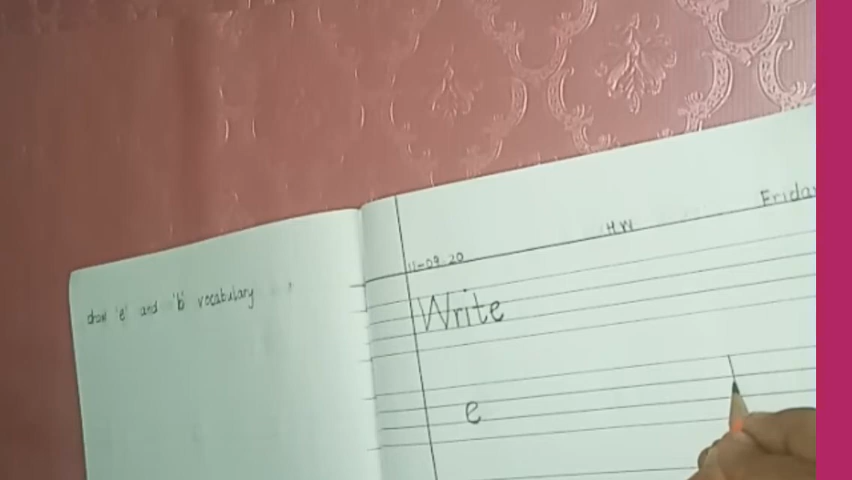 draw 'e' and 'b' vocabulary
11-09-20 HW Friday
Write
e